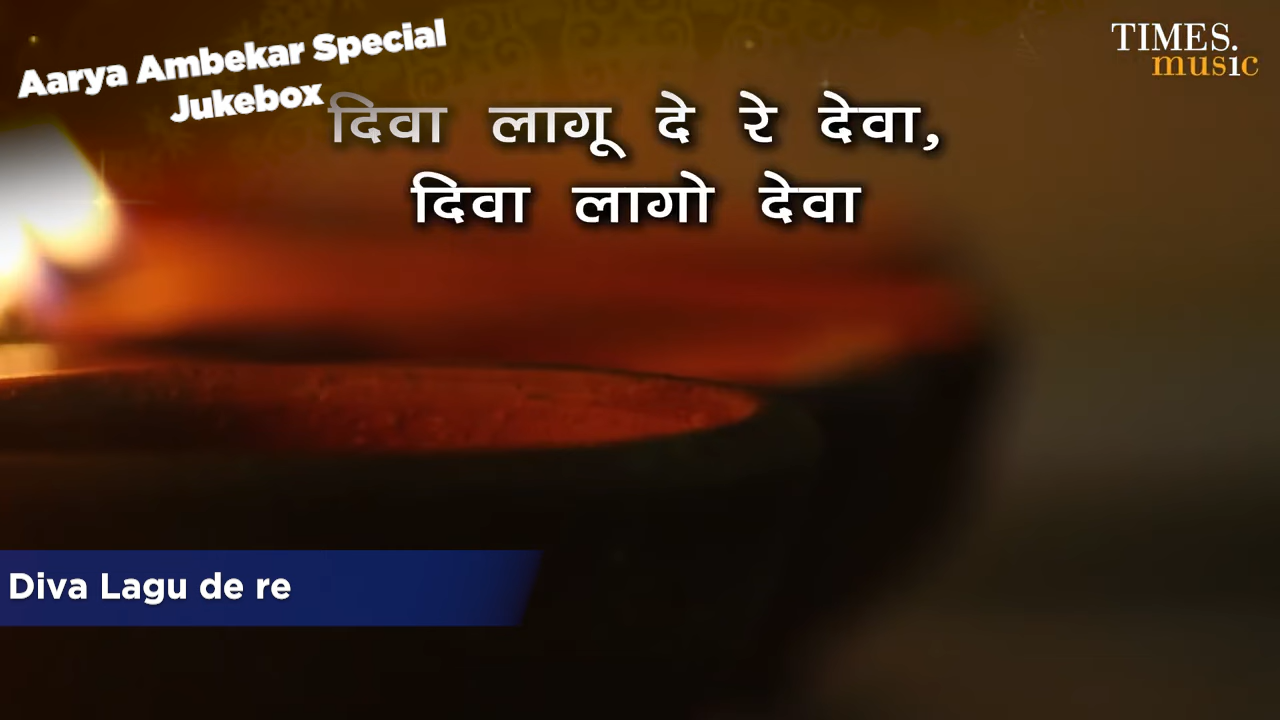 Aarya Ambekar Special
Jukebox
TIMES.
music
दिवा लागू दे रे देवा,
दिवा लागो देवा
Diva Lagu de re